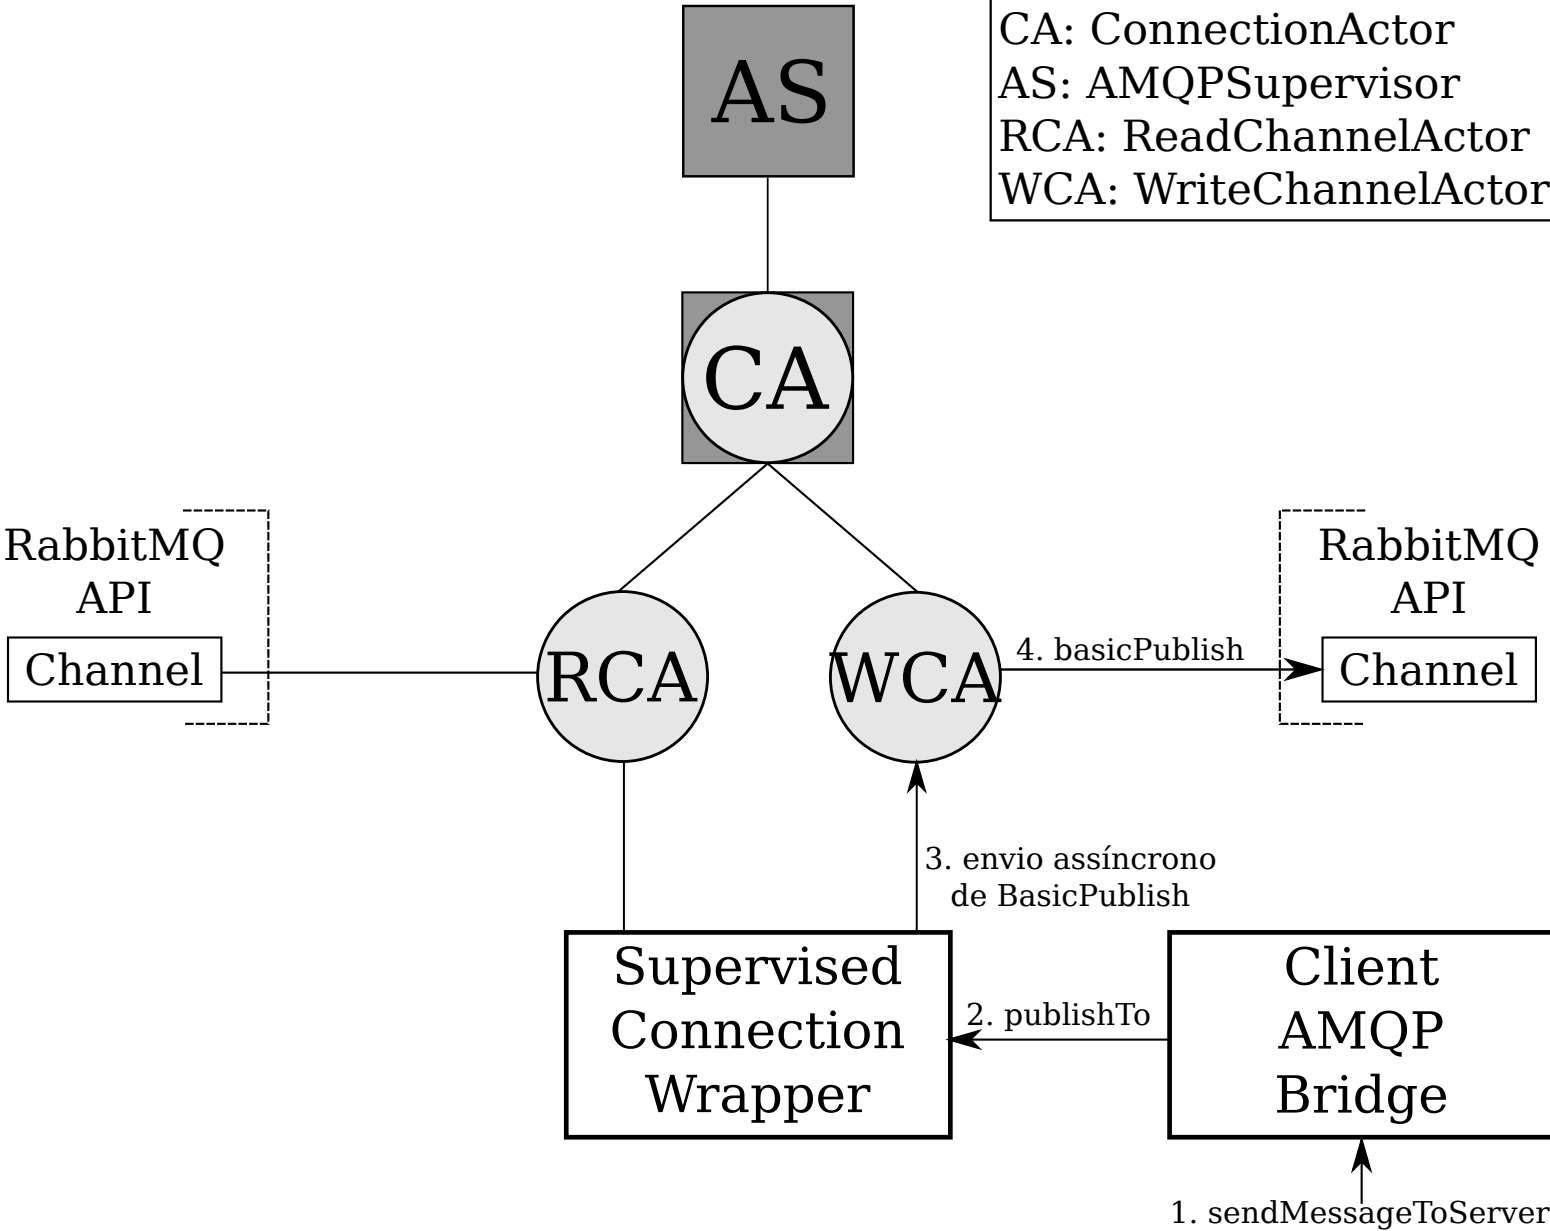 AS
CA: ConnectionActor
AS: AMQPSupervisor
RCA: ReadChannelActor
WCA: WriteChannelActor
CA
RabbitMQ
API
Channel
RCA
WCA
4. basicPublish
RabbitMQ
API
Channel
3. envio assíncrono
de BasicPublish
Supervised
Connection
Wrapper
2. publishTo
Client
AMQP
Bridge
1. sendMessageToServer